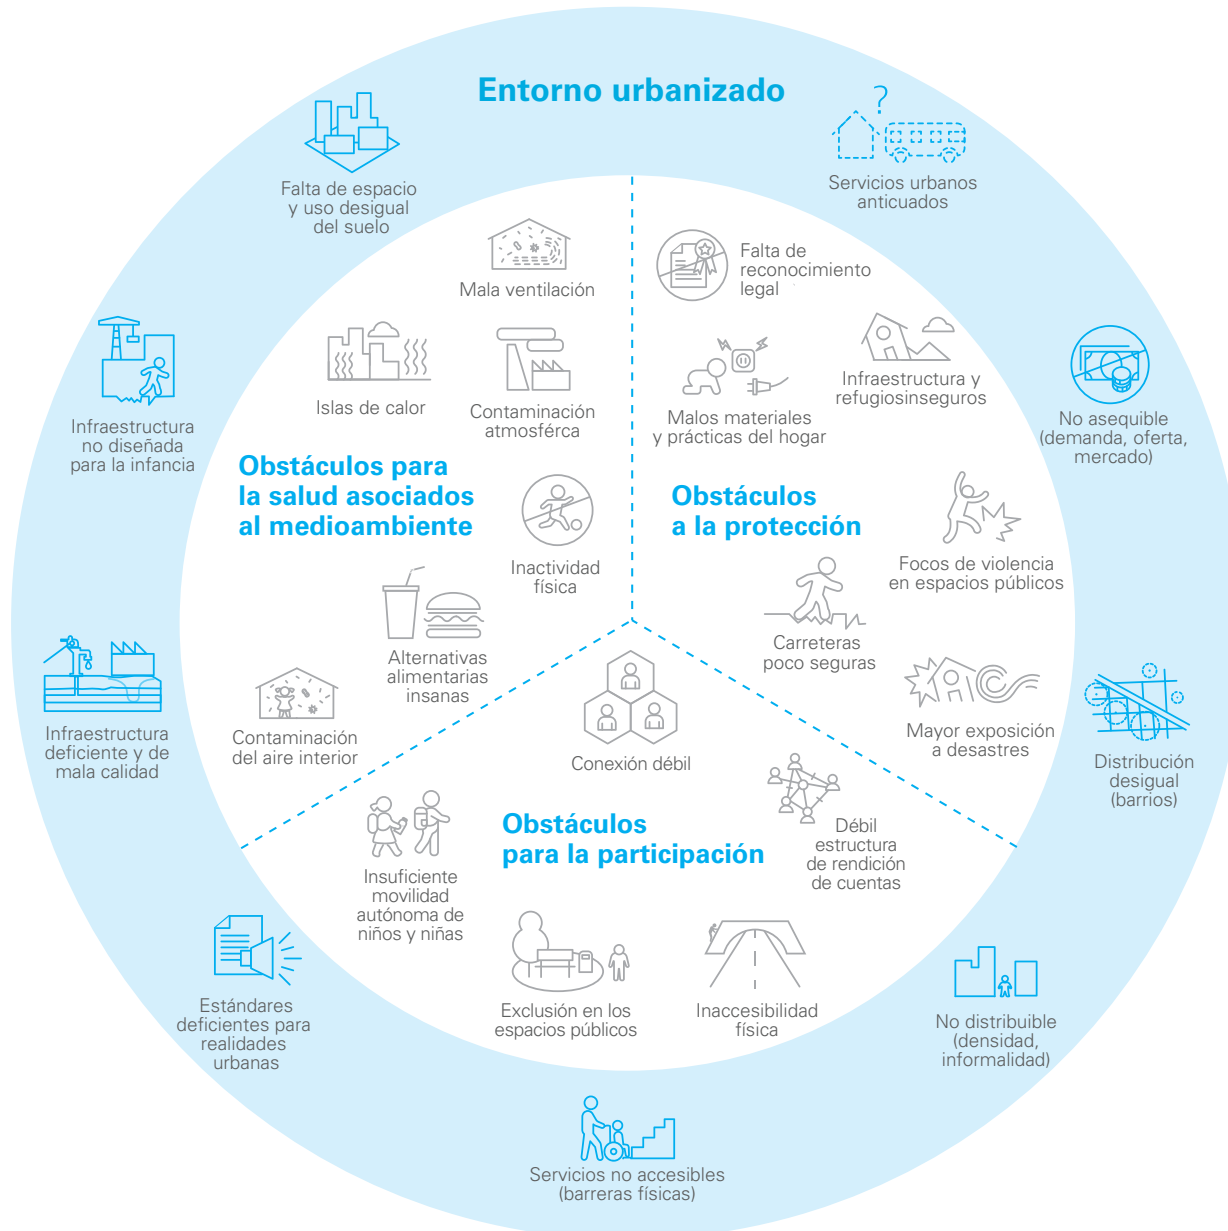 Entorno urbanizado
Falta de espacio
y uso desigual
del suelo
?
Servicios urbanos
anticuados
Mala ventilación
Falta de
reconocimiento
legal
Islas de calor
Contaminación
atmosférca
Malos materiales
y prácticas del hogar
Infraestructura y
refugiosinseguros
Infraestructura
no diseñada
para la infancia
No asequible
(demanda, oferta,
mercado)
Obstáculos para
la salud asociados
al medioambiente
Obstáculos
a la protección
Inactividad
física
Focos de violencia
en espacios públicos
Alternativas
alimentarias
insanas
Carreteras
poco seguras
Infraestructura
deficiente y de
mala calidad
Contaminación
del aire interior
Conexión débil
Mayor exposición
a desastres
Distribución
desigual
(barrios)
Obstáculos
para la participación
Débil
estructura
de rendición
de cuentas
Insuficiente
movilidad
autónoma de
niños y niñas
Exclusión en los
espacios públicos
Inaccesibilidad
física
Estándares
deficientes para
realidades
urbanas
No distribuible
(densidad,
informalidad)
Servicios no accesibles
(barreras físicas)